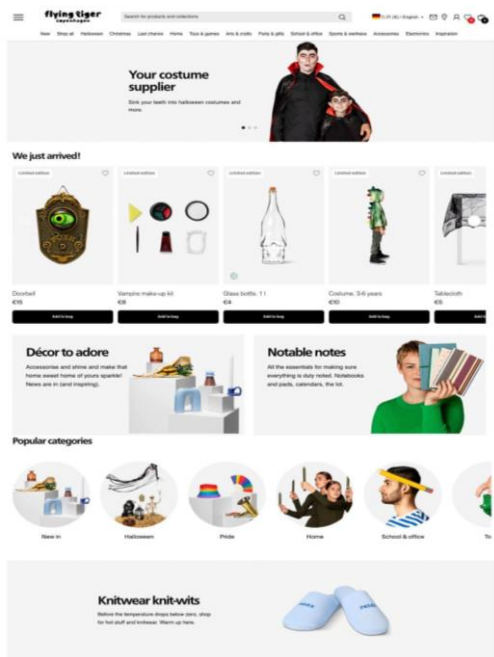 flying tiger
copenhagen
Search for products and collections
New Shop all Halloween Christmas Last chance Home Toys & games Arts & crafts Party & gifts School & office Sports & wellness Accessories Electronics Inspiration
Your costume
supplier
Sink your teeth into halloween costumes and
more.
We just arrived!
Limited edition Limited edition Limited edition Limited edition Limited edition
Doorbell Vampire make-up kit Glass bottle. 1 l Costume. 3-6 years Tablecloth
€15 €8 €4 €10 €5
Add to bag Add to bag Add to bag Add to bag Add to bag
Décor to adore
Accessorise and shine and make that
home sweet home of yours sparkle!
News are in (and inspiring).
Notable notes
All the essentials for making sure
everything is duly noted. Notebooks
and pads, calendars, the lot.
Popular categories
New in Halloween Pride Home School & office To
Knitwear knit-wits
Before the temperature drops below zero, shop
for hot stuff and knitwear. Warm up here.